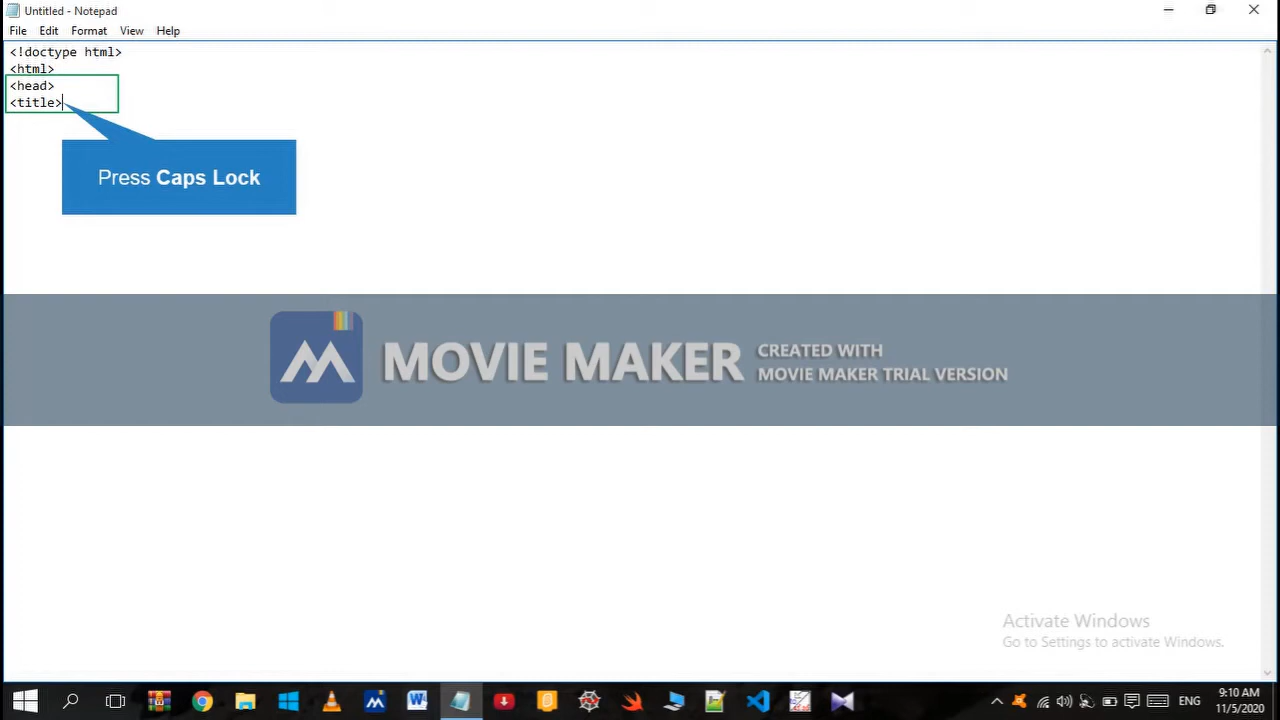 Untitled - Notepad
File Edit Format View Help
<!doctype html>
<html>
<head>
<title>
Press Caps Lock
MOVIE MAKER
CREATED WITH
MOVIE MAKER TRIAL VERSION
Activate Windows
Go to Settings to activate Windows.
ENG
9:10 AM
11/5/2020